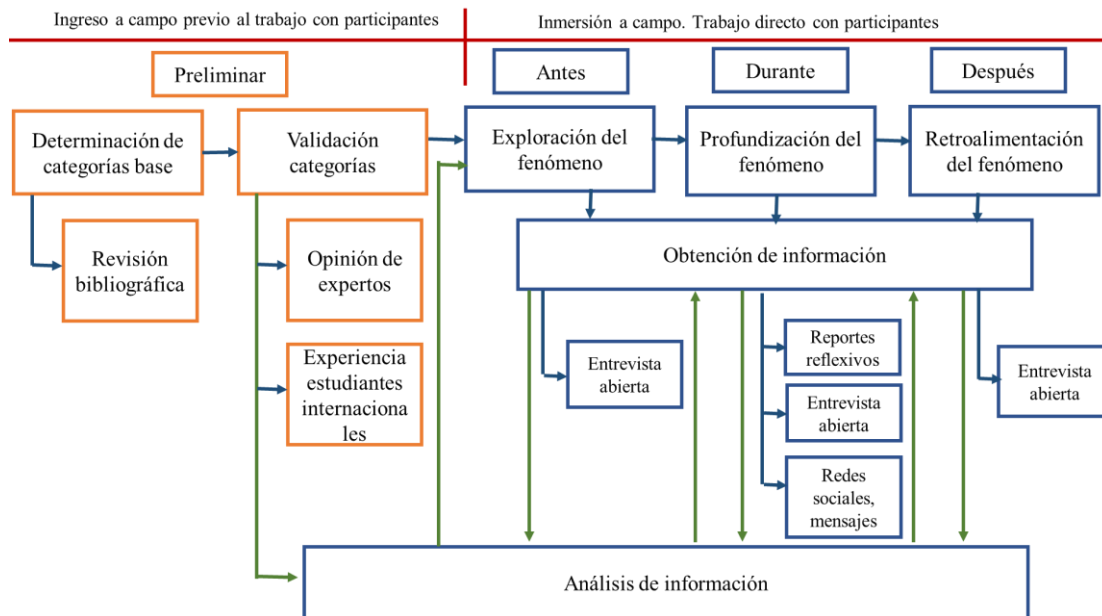 Ingreso a campo previo al trabajo con participantes
Inmersión a campo. Trabajo directo con participantes
Preliminar
Antes
Durante
Después
Determinación de
categorías base
Validación
categorías
Exploración del
fenómeno
Profundización del
fenómeno
Retroalimentación
del fenómeno
Revisión
bibliográfica
Opinión de
expertos
Experiencia
estudiantes
internaciona
les
Obtención de información
Entrevista
abierta
Reportes
reflexivos
Entrevista
abierta
Redes
sociales,
mensajes
Entrevista
abierta
Análisis de información